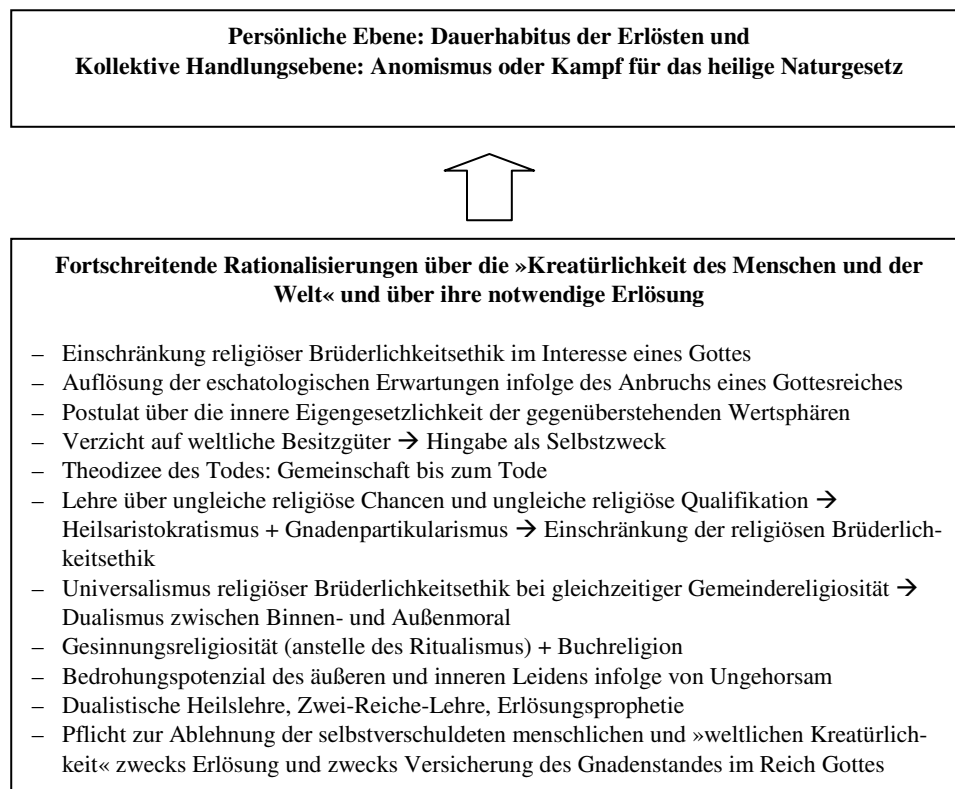 Persönliche Ebene: Dauerhabitus der Erlösten und
Kollektive Handlungsebene: Anomismus oder Kampf für das heilige Naturgesetz
Fortschreitende Rationalisierungen über die »Kreatürlichkeit des Menschen und der
Welt« und über ihre notwendige Erlösung
– Einschränkung religiöser Brüderlichkeitsethik im Interesse eines Gottes
– Auflösung der eschatologischen Erwartungen infolge des Anbruchs eines Gottesreiches
– Postulat über die innere Eigengesetzlichkeit der gegenüberstehenden Wertsphären
– Verzicht auf weltliche Besitzgüter → Hingabe als Selbstzweck
– Theodizee des Todes: Gemeinschaft bis zum Tode
– Lehre über ungleiche religiöse Chancen und ungleiche religiöse Qualifikation →
Heilsaristokratismus + Gnadenpartikularismus → Einschränkung der religiösen Brüderlich-
keitsethik
– Universalismus religiöser Brüderlichkeitsethik bei gleichzeitiger Gemeindereligiosität →
Dualismus zwischen Binnen- und Außenmoral
– Gesinnungsreligiosität (anstelle des Ritualismus) + Buchreligion
– Bedrohungspotenzial des äußeren und inneren Leidens infolge von Ungehorsam
– Dualistische Heilslehre, Zwei-Reiche-Lehre, Erlösungsprophetie
– Pflicht zur Ablehnung der selbstverschuldeten menschlichen und »weltlichen Kreatürlich-
keit« zwecks Erlösung und zwecks Versicherung des Gnadenstandes im Reich Gottes